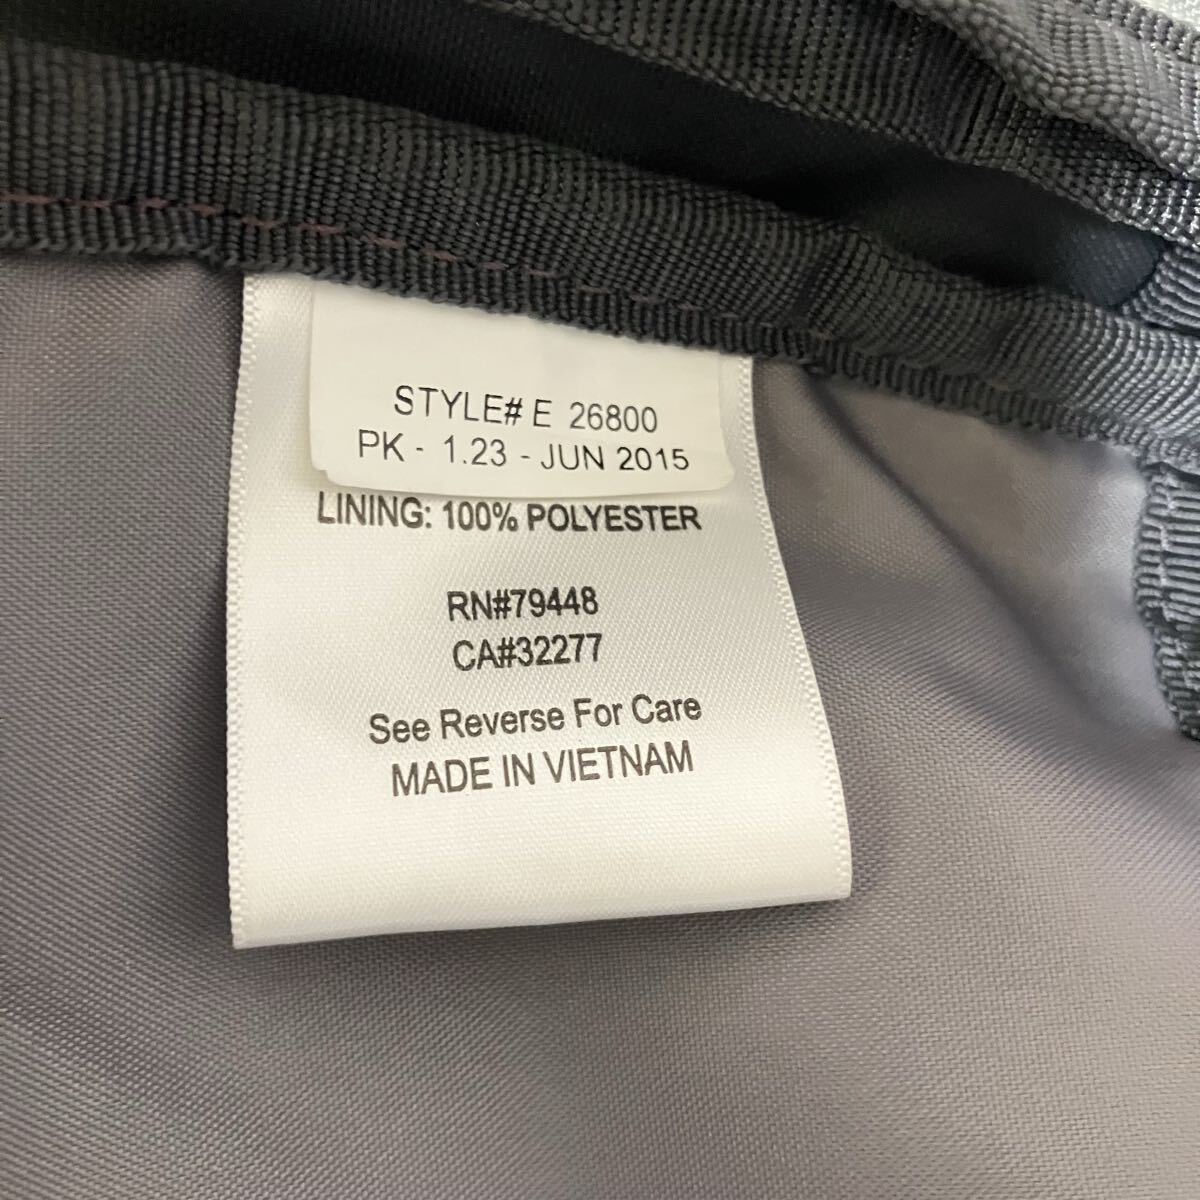 STYLE# E 26800
PK - 1.23 - JUN 2015
LINING: 100% POLYESTER
RN#79448
CA#32277
See Reverse For Care
MADE IN VIETNAM